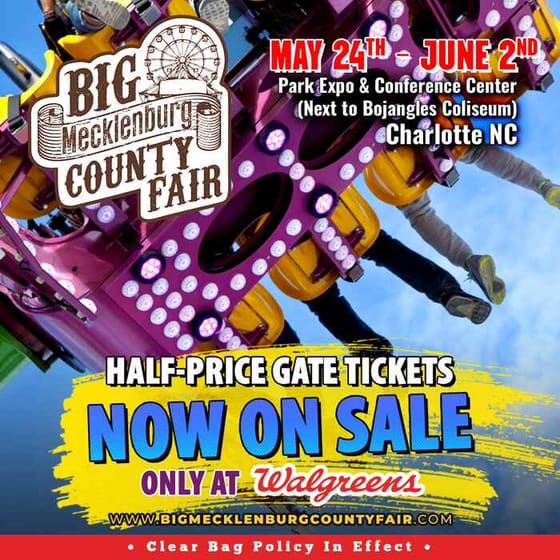 BIG
Mecklenburg
COUNTY
FAIR
MAY 24TH - JUNE 2ND
Park Expo & Conference Center
(Next to Bojangles Coliseum)
Charlotte NC
HALF-PRICE GATE TICKETS
NOW ON SALE
ONLY AT Walgreens
WWW.BIGMECKLENBURGCOUNTYFAIR.COM
• Clear Bag Policy In Effect •